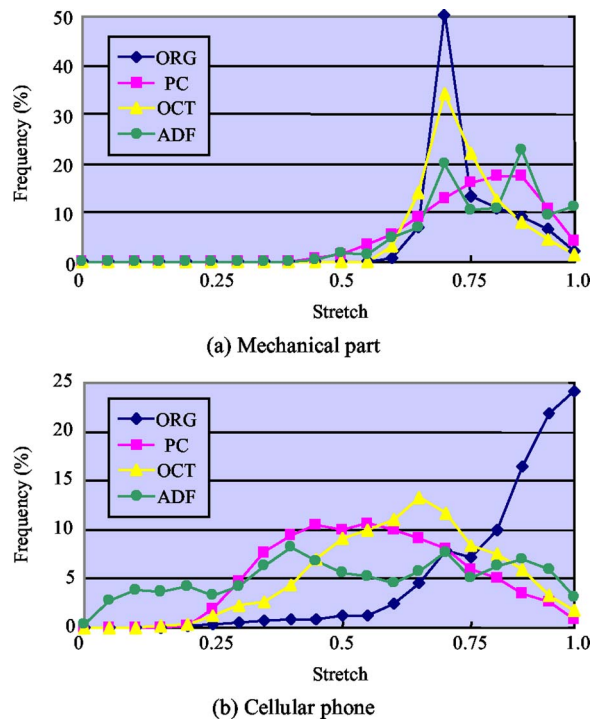 50
40
30
20
10
0
Frequency (%)
ORG
PC
OCT
ADF
0 0.25 0.5 0.75 1.0
Stretch
(a) Mechanical part
25
20
15
10
5
0
Frequency (%)
ORG
PC
OCT
ADF
0 0.25 0.5 0.75 1.0
Stretch
(b) Cellular phone